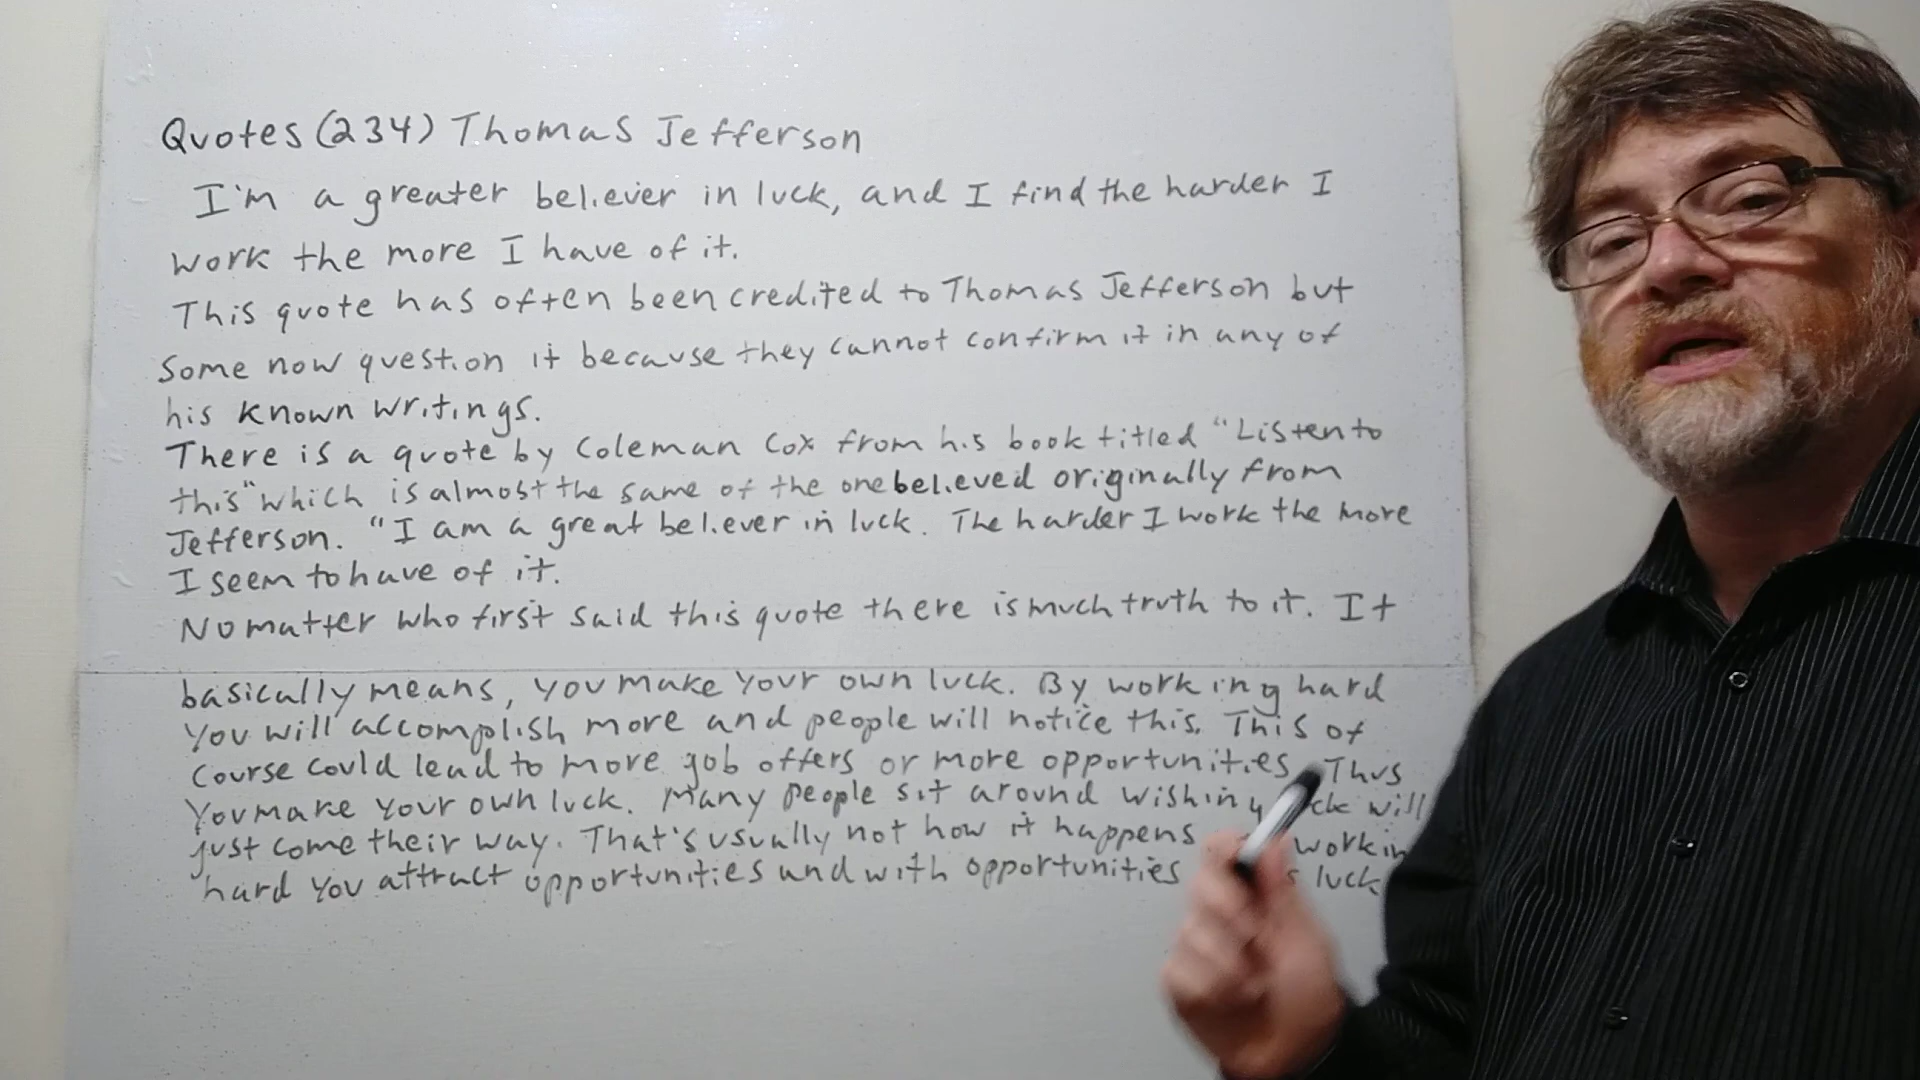 Quotes (234) Thomas Jefferson
I'm a greater believer in luck, and I find the harder I
work the more I have of it.
This quote has often been credited to Thomas Jefferson but
some now question it because they cannot confirm it in any of
his known writings.
There is a quote by Coleman Cox from his book titled "Listen to
this" which is almost the same of the one believed originally from
Jefferson. "I am a great believer in luck. The harder I work the more
I seem to have of it.
No matter who first said this quote there is much truth to it. It
basically means, you make your own luck. By working hard
you will accomplish more and people will notice this. This of
course could lead to more job offers or more opportunities. Thus
you make your own luck. Many people sit around wishing will
just come their way. That's usually not how it happens
hard you attract opportunities and with opportunities luck